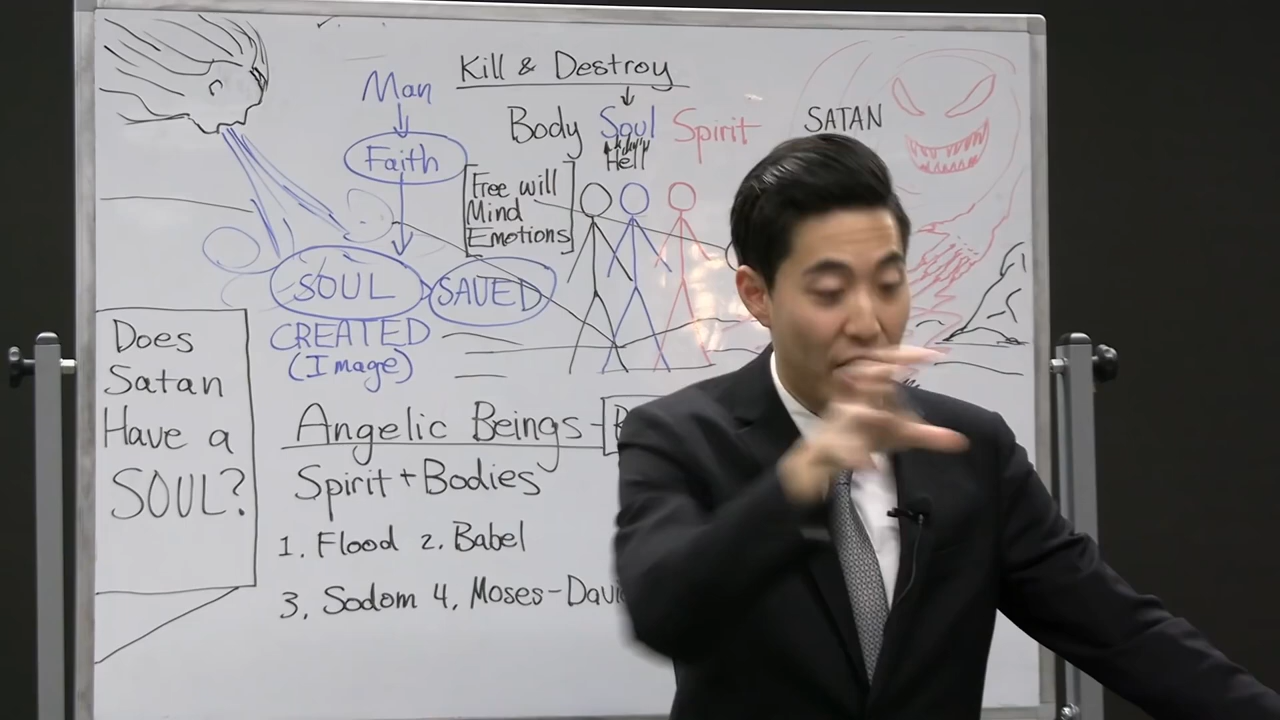 Kill & Destroy
Man
Faith
Body Soul Spirit
Hell
SATAN
Free will
Mind
Emotions
SOUL
SAVED
CREATED
(Image)
Does
Satan
Have a
SOUL?
Angelic Beings-
Spirit+Bodies
1. Flood 2. Babel
3. Sodom 4. Moses-Davi